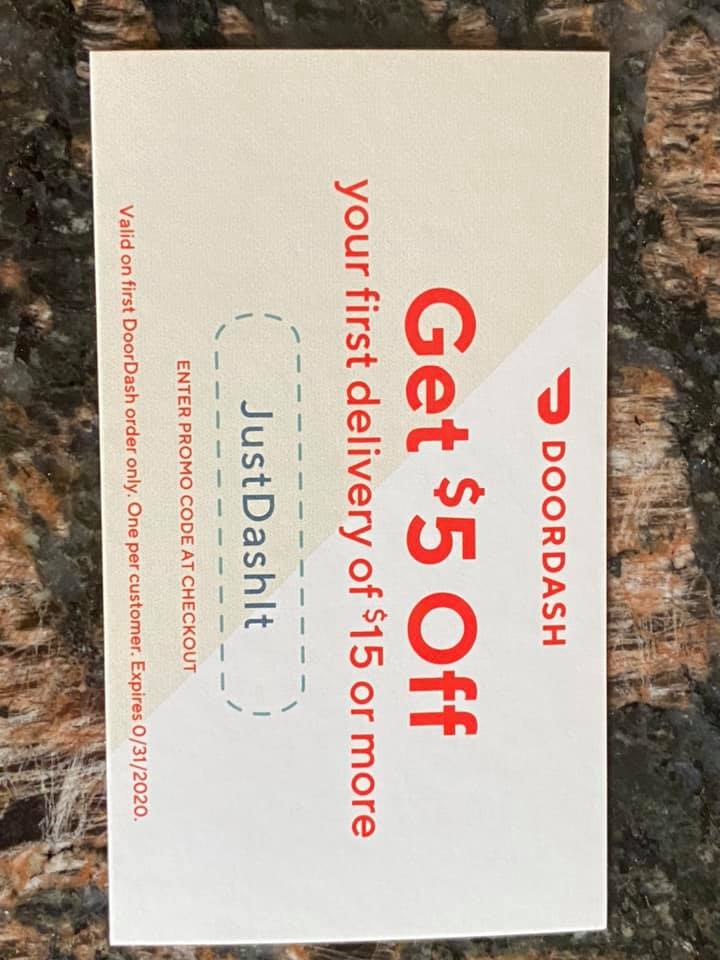 DOORDASH
Get $5 Off
your first delivery of $15 or more
JustDashIt
ENTER PROMO CODE AT CHECKOUT
Valid on first DoorDash order only. One per customer. Expires 0/31/2020.